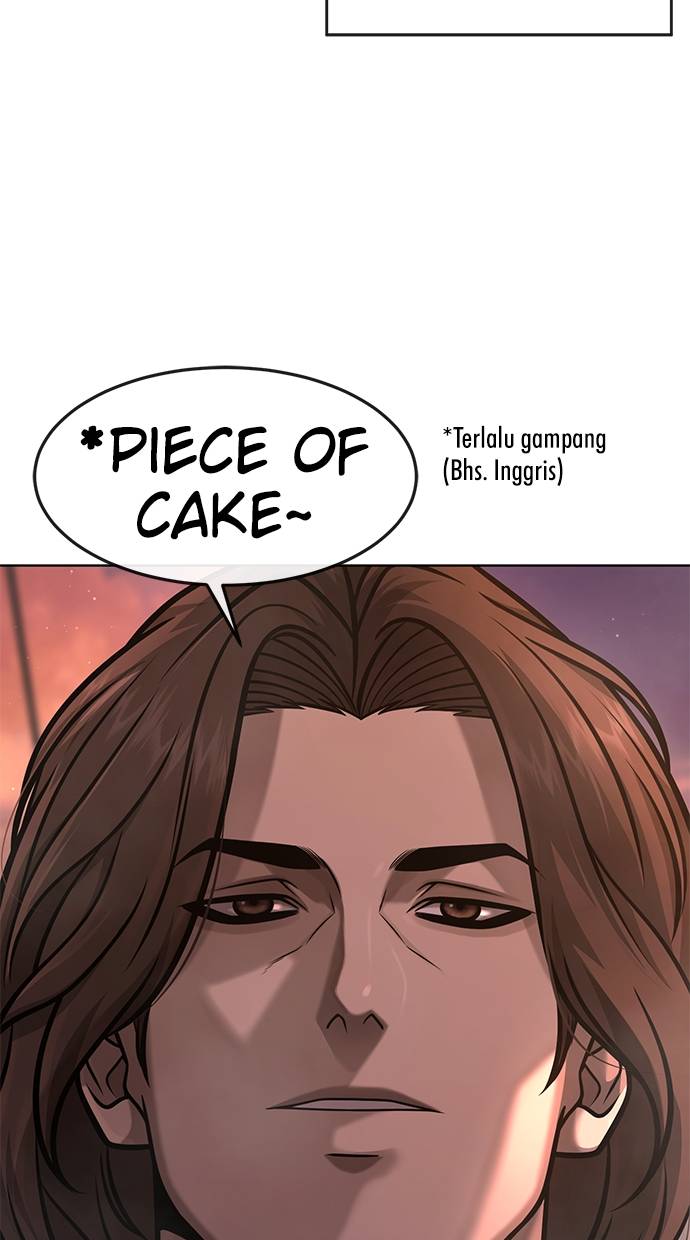 *PIECE OF
CAKE~
*Terlalu gampang
(Bhs. Inggris)